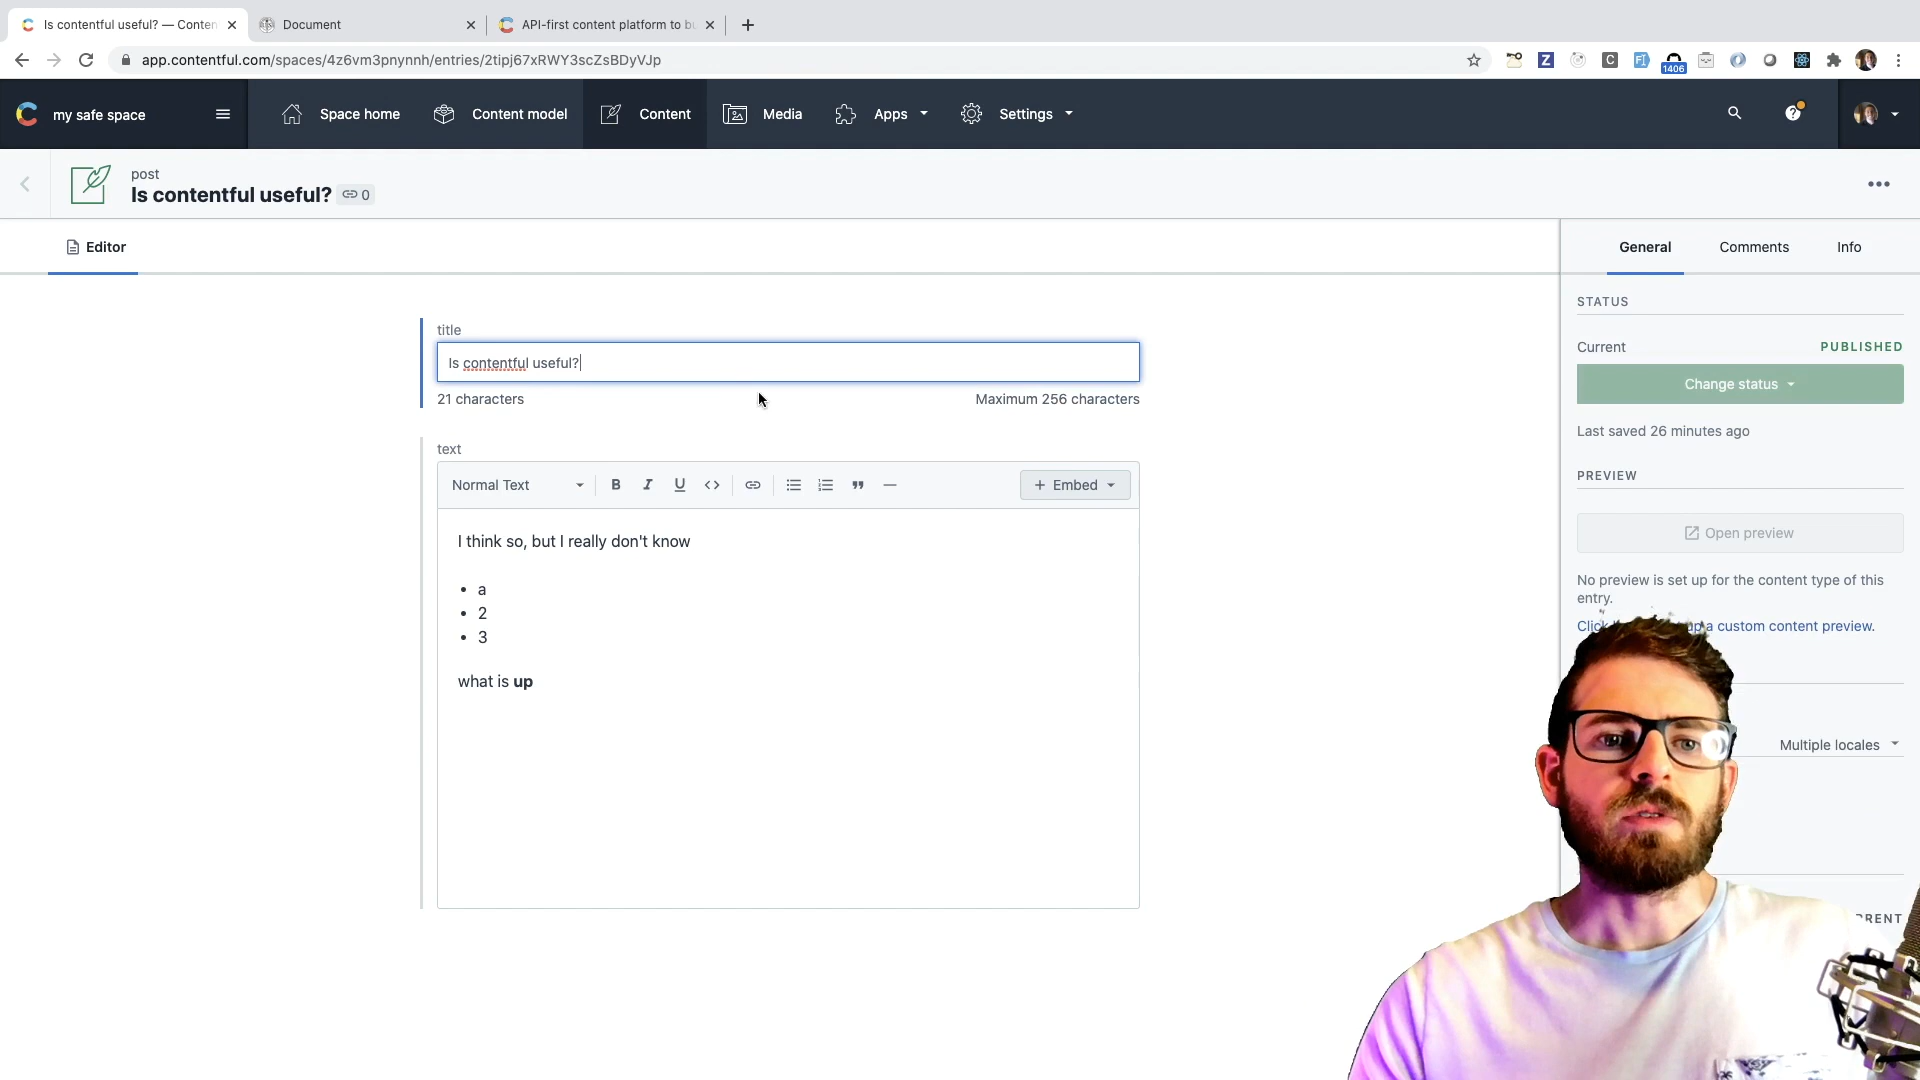 Is contentful useful? — Conten
Document
API-first content platform to bu
app.contentful.com/spaces/4z6vm3pnynnh/entries/2tipj67xRWY3scZsBDyVJp
1406
my safe space
Space home
Content model
Content
Media
Apps
Settings
post
Is contentful useful?
0
Editor
General
Comments
Info
title
Is contentful useful?
21 characters
Maximum 256 characters
text
Normal Text
B I U <>
+ Embed
I think so, but I really don't know
• a
• 2
• 3
what is up
STATUS
Current
PUBLISHED
Change status
Last saved 26 minutes ago
PREVIEW
Open preview
No preview is set up for the content type of this
entry.
a custom content preview.
Multiple locales